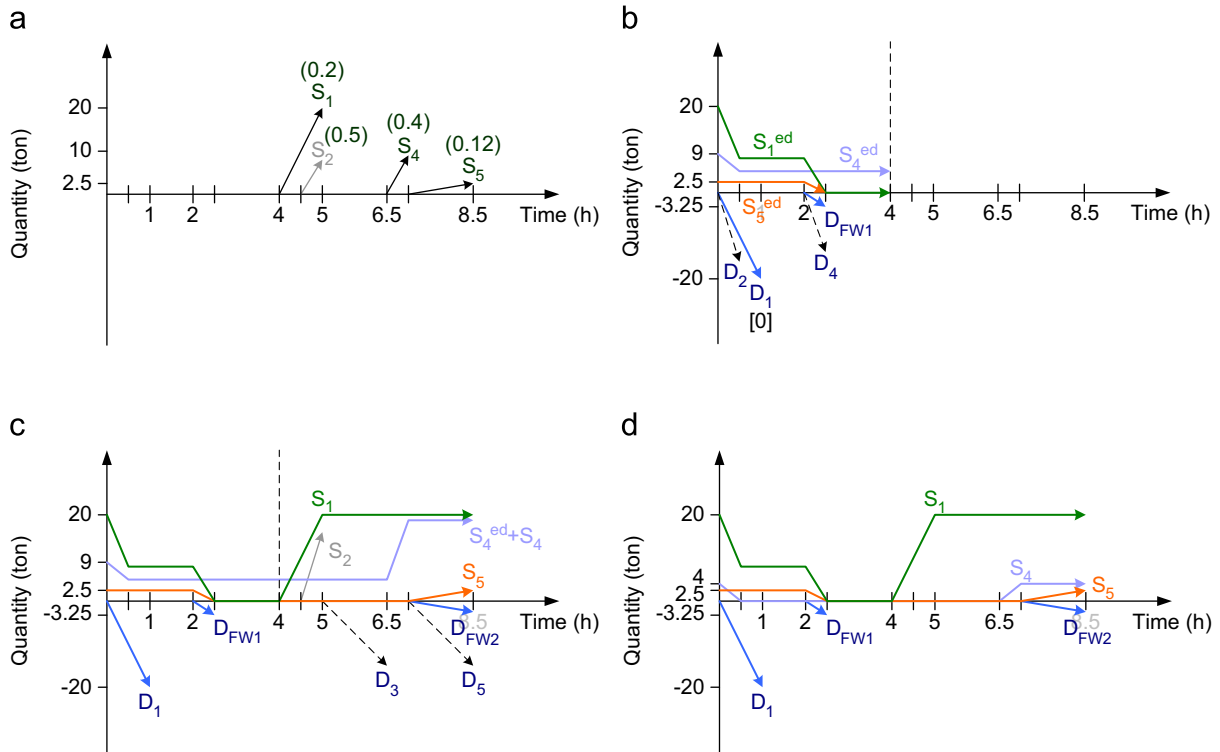 a
Quantity (ton)
20
10
2.5
(0.2)
S1
S2 (0.5)
(0.4)
S4
(0.12)
S5
1 2 4 5 6.5 8.5
Time (h)
b
Quantity (ton)
20
9
2.5
-3.25
-20
S1ed
S4ed
S5ed
2 4 5 6.5 8.5
Time (h)
DFW1
D2
D1
[0]
D4
c
Quantity (ton)
20
9
2.5
-3.25
-20
S1
S2
S4ed+S4
S5
1 2 4 5 6.5 8.5
Time (h)
DFW1
DFW2
D1
D3
D5
d
Quantity (ton)
20
4
2.5
-3.25
-20
S1
S4
S5
1 2 4 5 6.5 8.5
Time (h)
DFW1
DFW2
D1